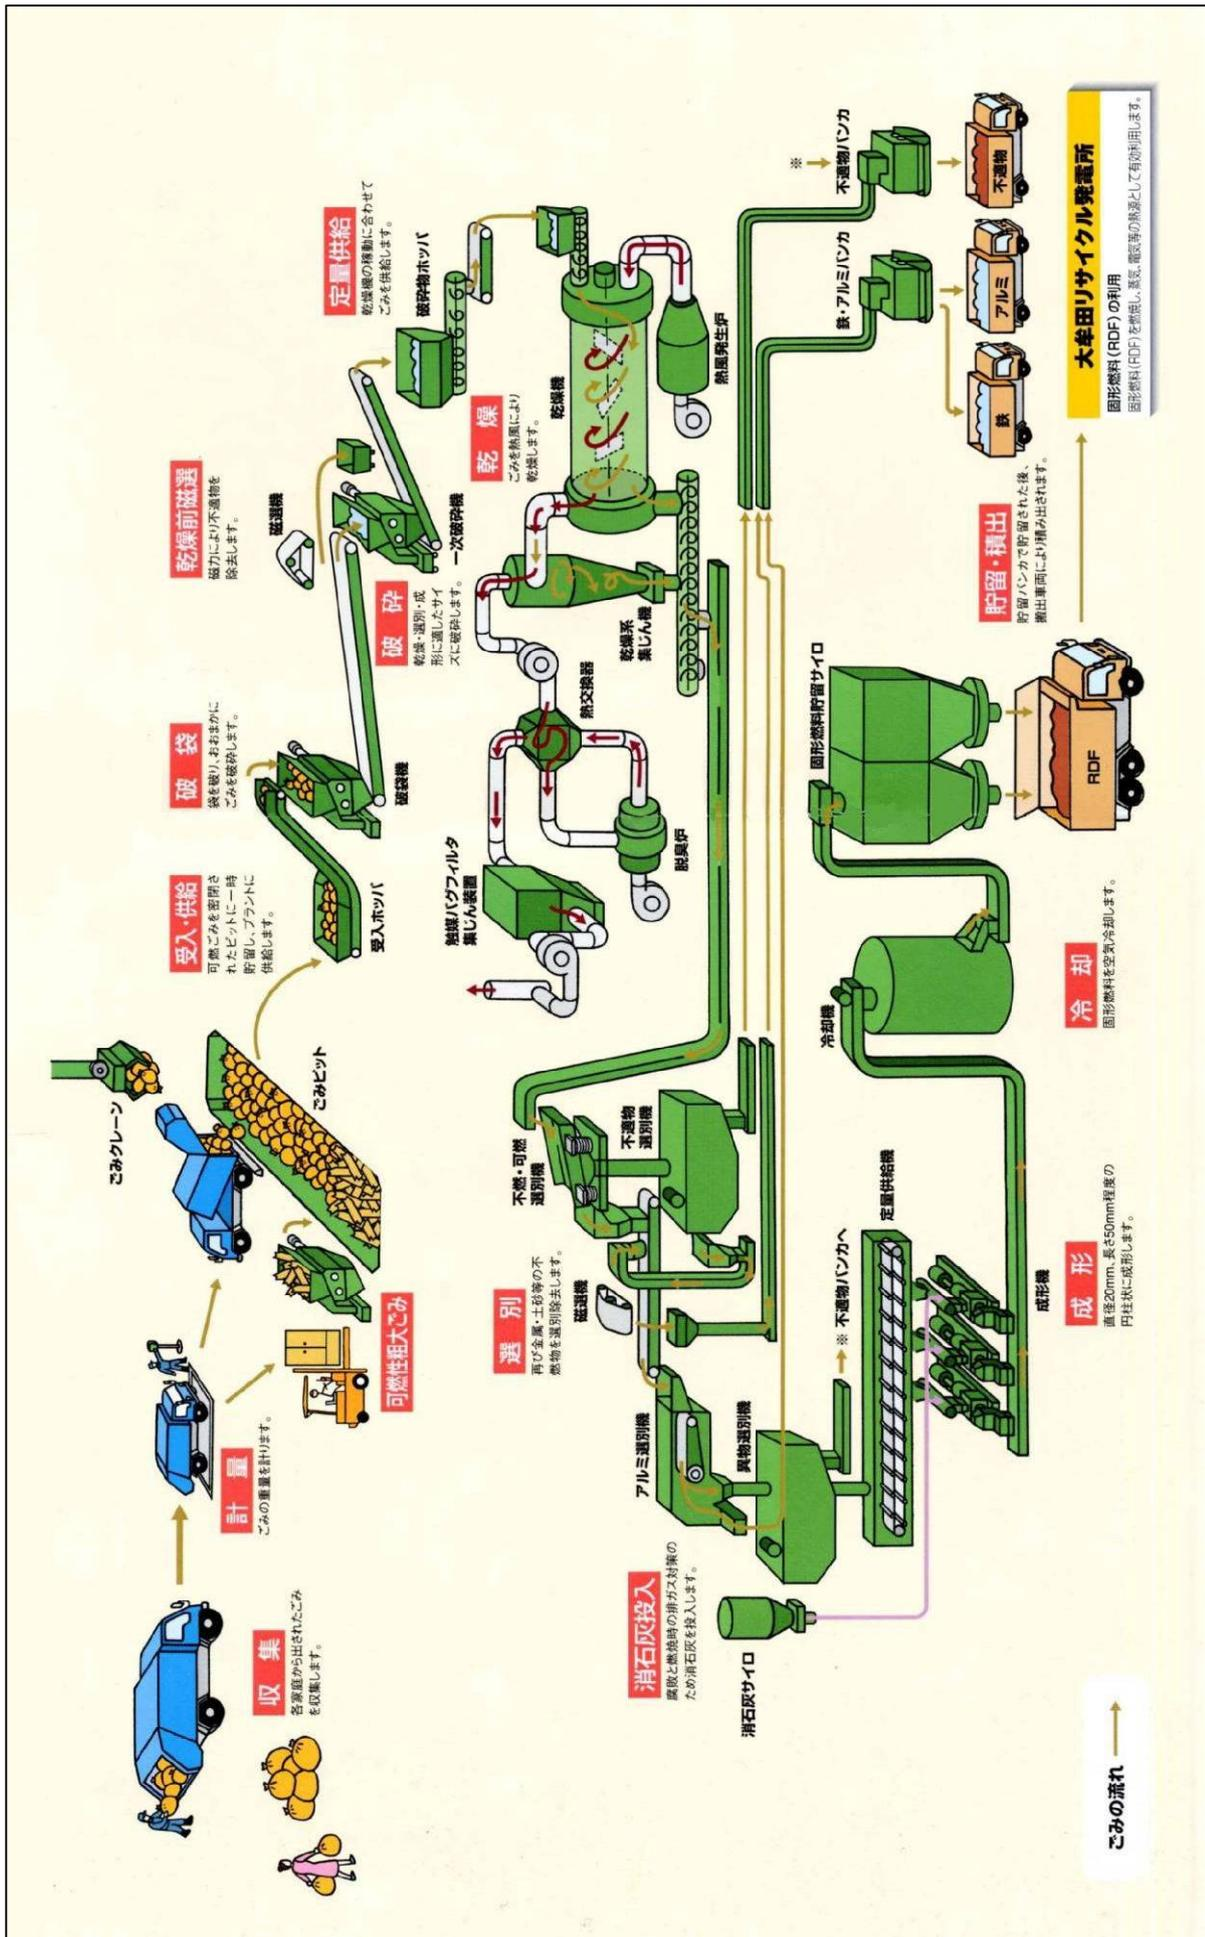 収集
各家庭から出されたごみ
を収集します。
計量
ごみの重量を計ります。
可燃性粗大ごみ
ごみクレーン
ごみピット
受入・供給
可燃ごみを密閉さ
れたピットに一時
貯留し、プラントに
供給します。
受入ホッパ
破袋
袋を破り、おおまかに
ごみを破砕します。
破袋機
乾燥前磁選
磁力により不適物を
除去します。
磁選機
破砕
乾燥・選別・成
形に適したサイ
ズに破砕します。
一次破砕機
定量供給
乾燥機の稼動に合わせて
ごみを供給します。
破砕物ホッパ
乾燥
ごみを熱風により
乾燥します。
乾燥機
熱風発生炉
乾燥系
集じん機
熱交換器
脱臭炉
触媒バグフィルタ
集じん装置
選別
再び金属・土砂等の不
燃物を選別除去します。
不燃・可燃
選別機
不適物
選別機
磁選機
アルミ選別機
異物選別機
※ 不適物バンカへ
消石灰投入
腐敗と燃焼時の排ガス対策の
ため消石灰を投入します。
消石灰サイロ
定量供給機
成形機
成形
直径20mm、長さ50mm程度の
円柱状に成形します。
冷却機
冷却
固形燃料を空気冷却します。
固形燃料貯留サイロ
RDF
貯留・積出
貯留バンカで貯留された後、
搬出車両により積み出されます。
鉄・アルミバンカ
鉄
アルミ
※
不適物バンカ
不適物
大牟田リサイクル発電所
固形燃料(RDF)の利用
固形燃料(RDF)を燃焼し、蒸気、電気等の熱源として有効利用します。
ごみの流れ